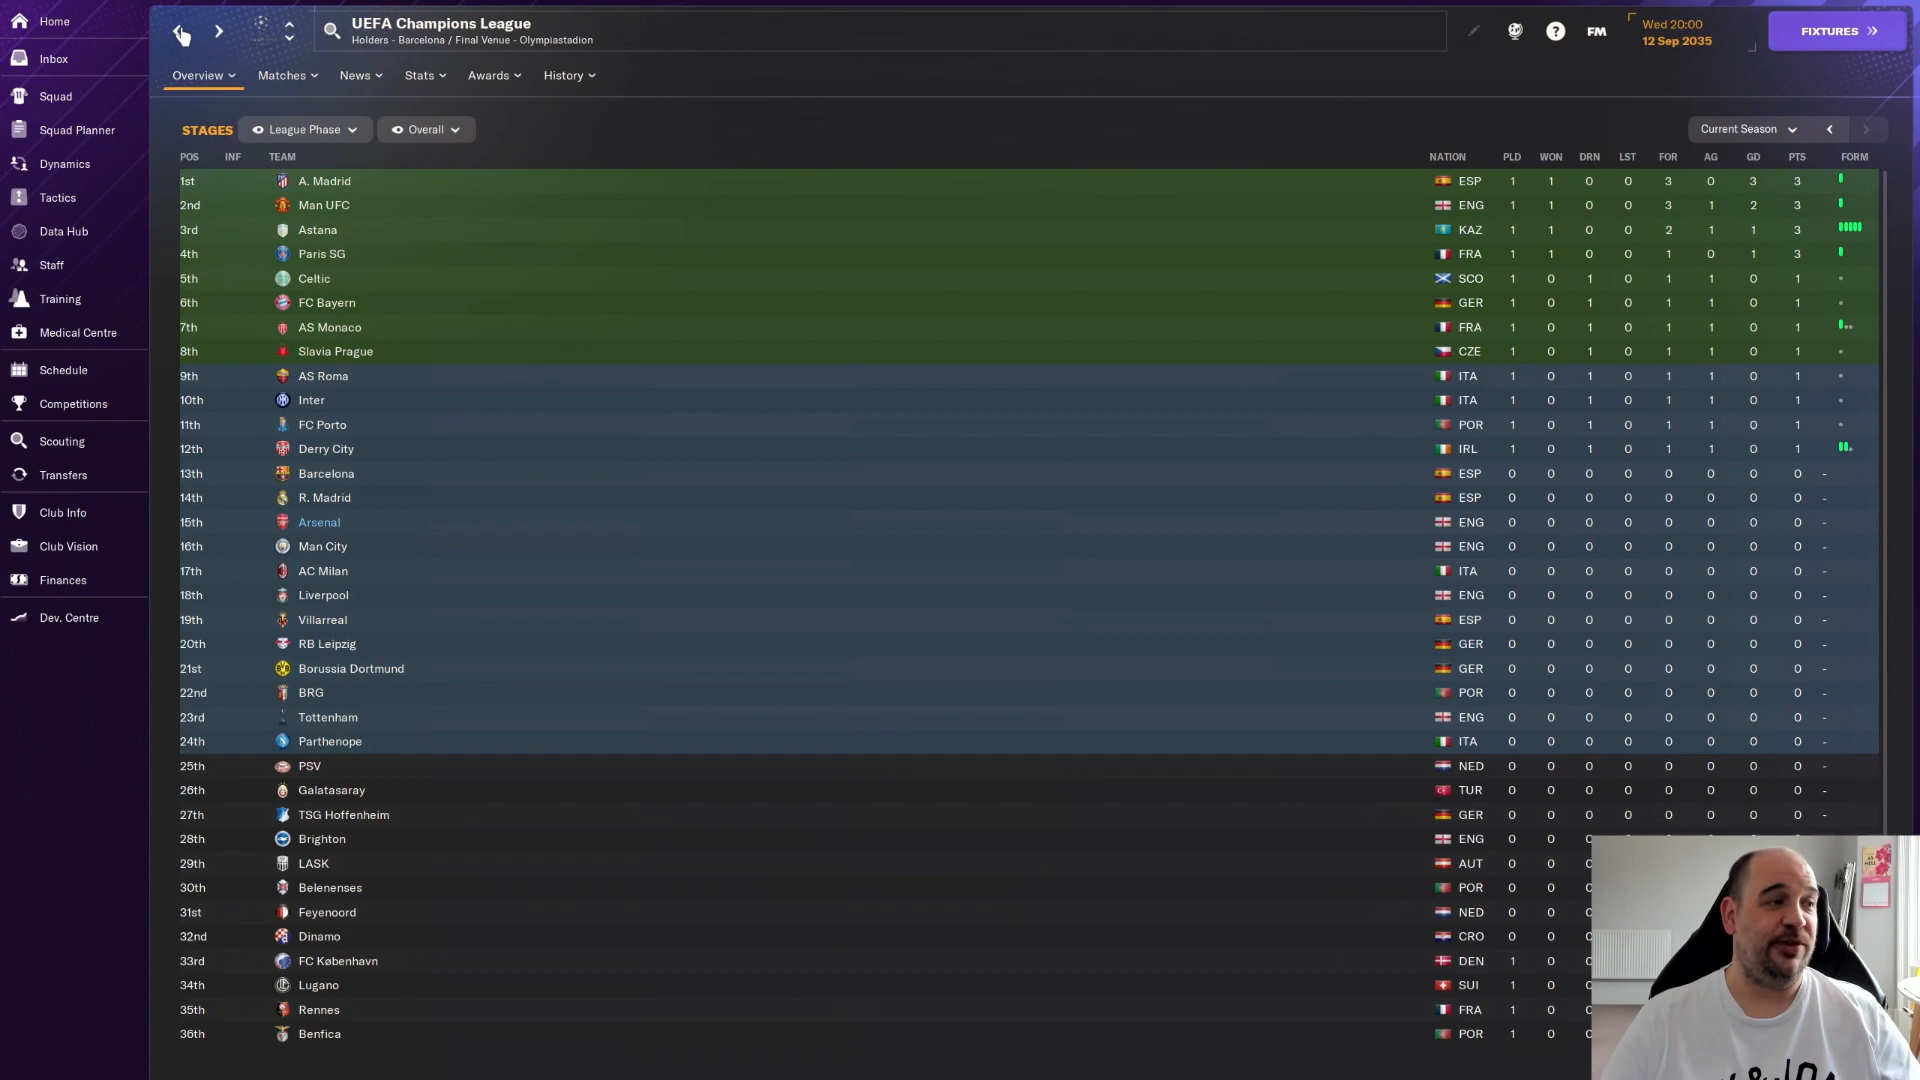 Home
Inbox
Squad
Squad Planner
Dynamics
Tactics
Data Hub
Staff
Training
Medical Centre
Schedule
Competitions
Scouting
Transfers
Club Info
Club Vision
Finances
Dev. Centre
UEFA Champions League
Holders - Barcelona / Final Venue - Olympiastadion
FM
Wed 20:00
12 Sep 2035
FIXTURES
Overview Matches News Stats Awards History
STAGES League Phase Overall Current Season
POS INF TEAM NATION PLD WON DRN LST FOR AG GD PTS FORM
1st A. Madrid ESP 1 1 0 0 3 0 3 3
2nd Man UFC ENG 1 1 0 0 3 1 2 3
3rd Astana KAZ 1 1 0 0 2 1 1 3
4th Paris SG FRA 1 1 0 0 1 0 1 3
5th Celtic SCO 1 0 1 0 1 1 0 1
6th FC Bayern GER 1 0 1 0 1 1 0 1
7th AS Monaco FRA 1 0 1 0 1 1 0 1
8th Slavia Prague CZE 1 0 1 0 1 1 0 1
9th AS Roma ITA 1 0 1 0 1 1 0 1
10th Inter ITA 1 0 1 0 1 1 0 1
11th FC Porto POR 1 0 1 0 1 1 0 1
12th Derry City IRL 1 0 1 0 1 1 0 1
13th Barcelona ESP 0 0 0 0 0 0 0 0 -
14th R. Madrid ESP 0 0 0 0 0 0 0 0 -
15th Arsenal ENG 0 0 0 0 0 0 0 0 -
16th Man City ENG 0 0 0 0 0 0 0 0 -
17th AC Milan ITA 0 0 0 0 0 0 0 0 -
18th Liverpool ENG 0 0 0 0 0 0 0 0 -
19th Villarreal ESP 0 0 0 0 0 0 0 0 -
20th RB Leipzig GER 0 0 0 0 0 0 0 0 -
21st Borussia Dortmund GER 0 0 0 0 0 0 0 0 -
22nd BRG POR 0 0 0 0 0 0 0 0 -
23rd Tottenham ENG 0 0 0 0 0 0 0 0 -
24th Parthenope ITA 0 0 0 0 0 0 0 0 -
25th PSV NED 0 0 0 0 0 0 0 0 -
26th Galatasaray TUR 0 0 0 0 0 0 0 0 -
27th TSG Hoffenheim GER 0 0 0 0 0 0 0 0 -
28th Brighton ENG 0 0 0
29th LASK AUT 0 0 0
30th Belenenses POR 0 0 0
31st Feyenoord NED 0 0 0
32nd Dinamo CRO 0 0 0
33rd FC København DEN 1 0 0
34th Lugano SUI 1 0 0
35th Rennes FRA 1 0 0
36th Benfica POR 1 0 0